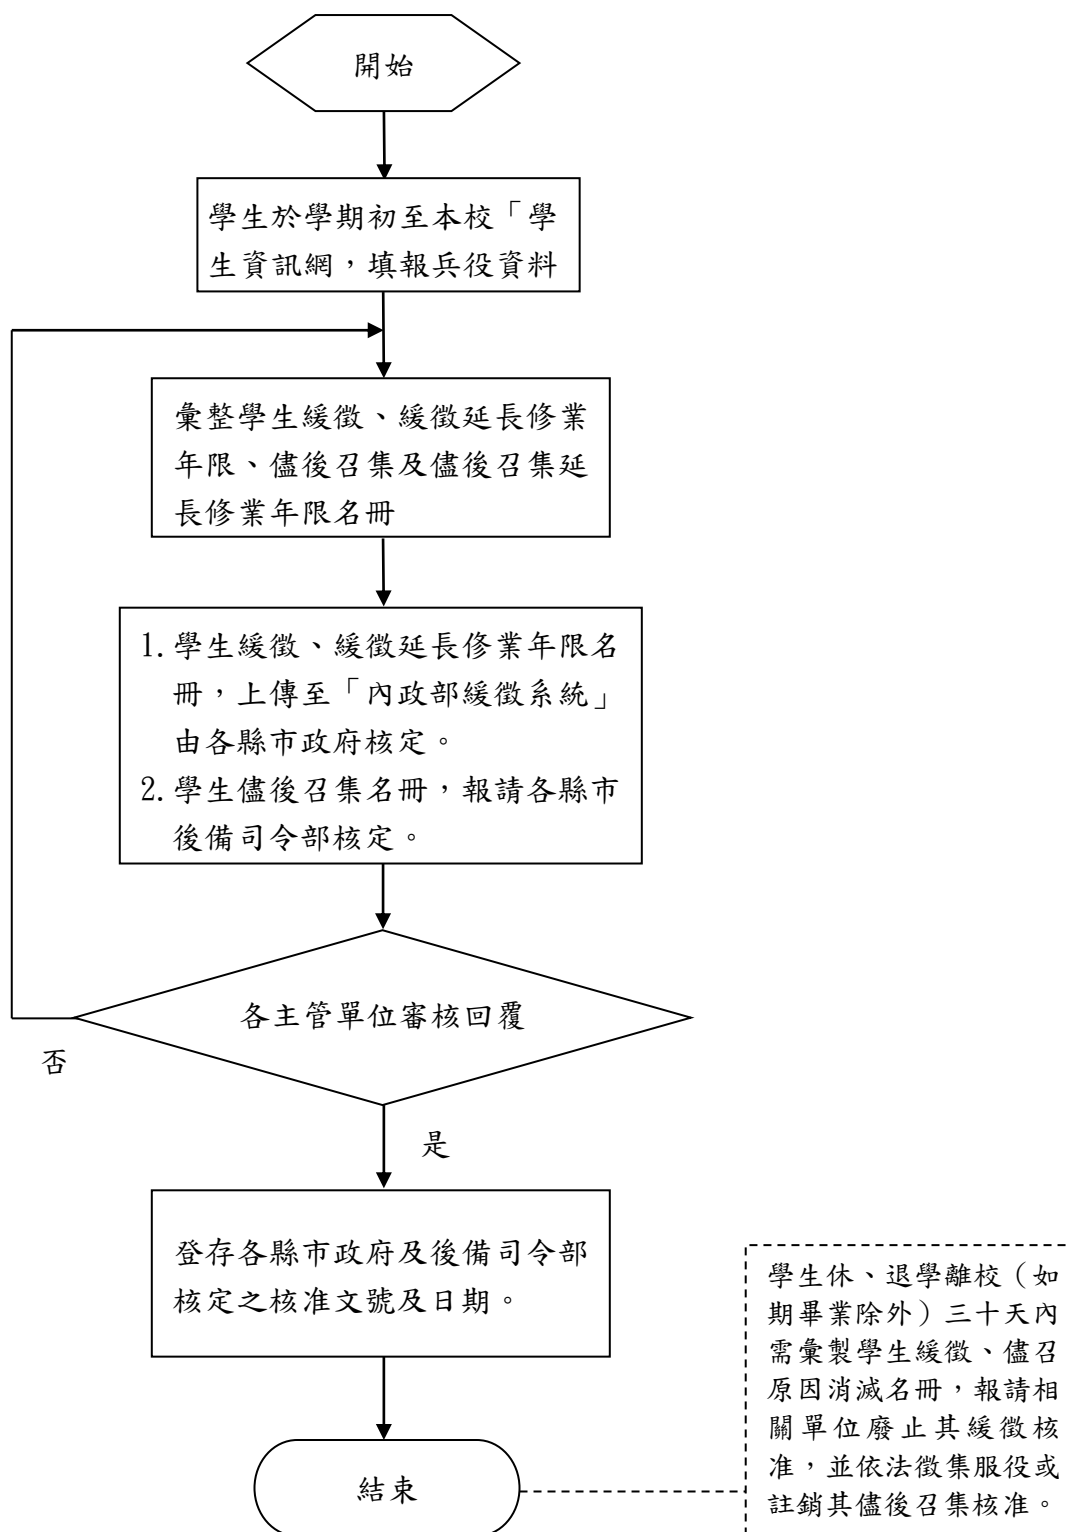 開始
學生於學期初至本校「學
生資訊網，填報兵役資料
彙整學生緩徵、緩徵延長修業
年限、儘後召集及儘後召集延
長修業年限名冊
1.學生緩徵、緩徵延長修業年限名
冊，上傳至「內政部緩徵系統」
由各縣市政府核定。
2.學生儘後召集名冊，報請各縣市
後備司令部核定。
各主管單位審核回覆
否
是
登存各縣市政府及後備司令部
核定之核准文號及日期。
學生休、退學離校（如
期畢業除外）三十天內
需彙製學生緩徵、儘召
原因消滅名冊，報請相
關單位廢止其緩徵核
准，並依法徵集服役或
註銷其儘後召集核准。
結束